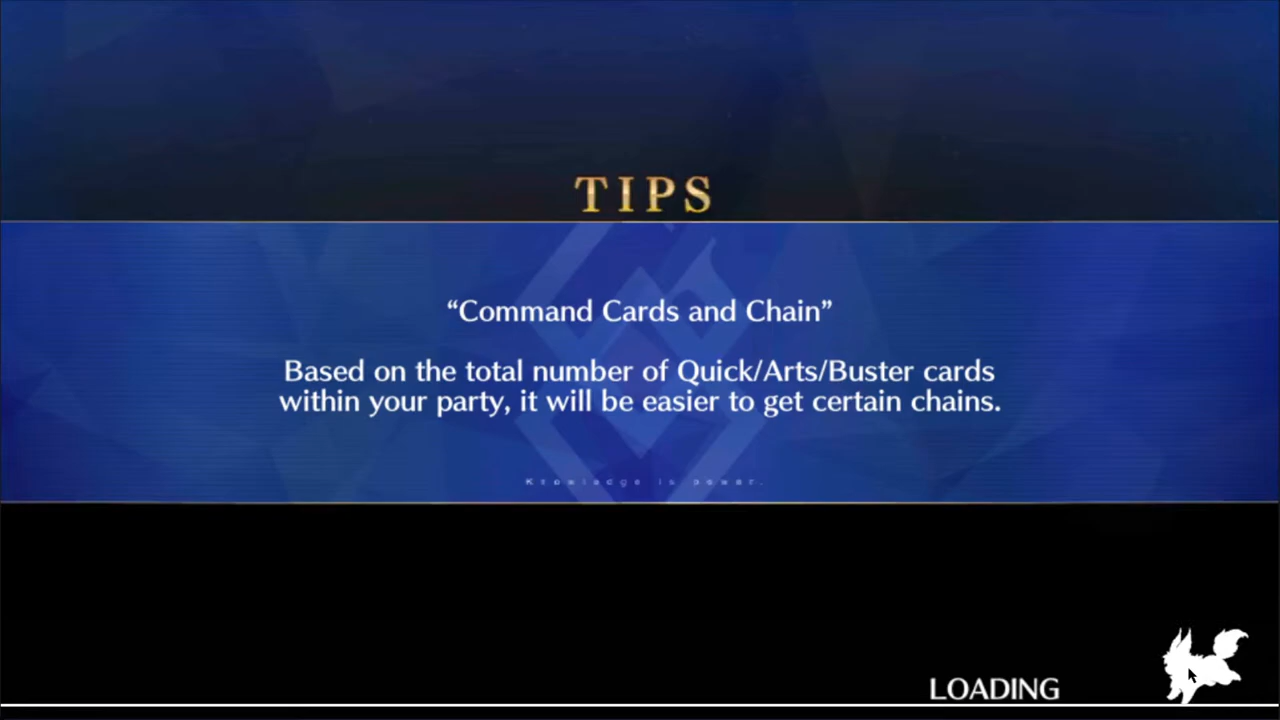 TIPS
“Command Cards and Chain”
Based on the total number of Quick/Arts/Buster cards
within your party, it will be easier to get certain chains.
Knowledge is power.
LOADING